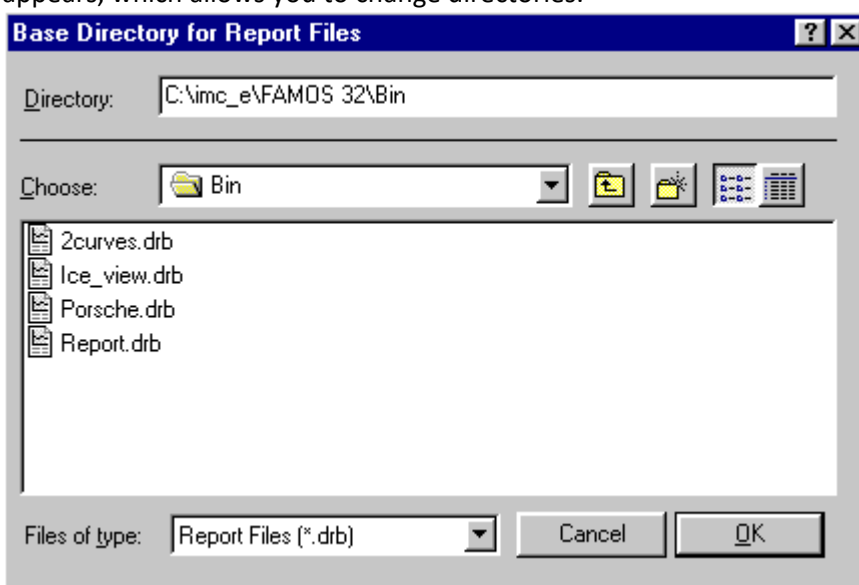 appears, which allows you to change directories.
Base Directory for Report Files
Directory: C:\imc_e\FAMOS 32\Bin
Choose: Bin
2curves.drb
Ice_view.drb
Porsche.drb
Report.drb
Files of type: Report Files (*.drb) Cancel OK